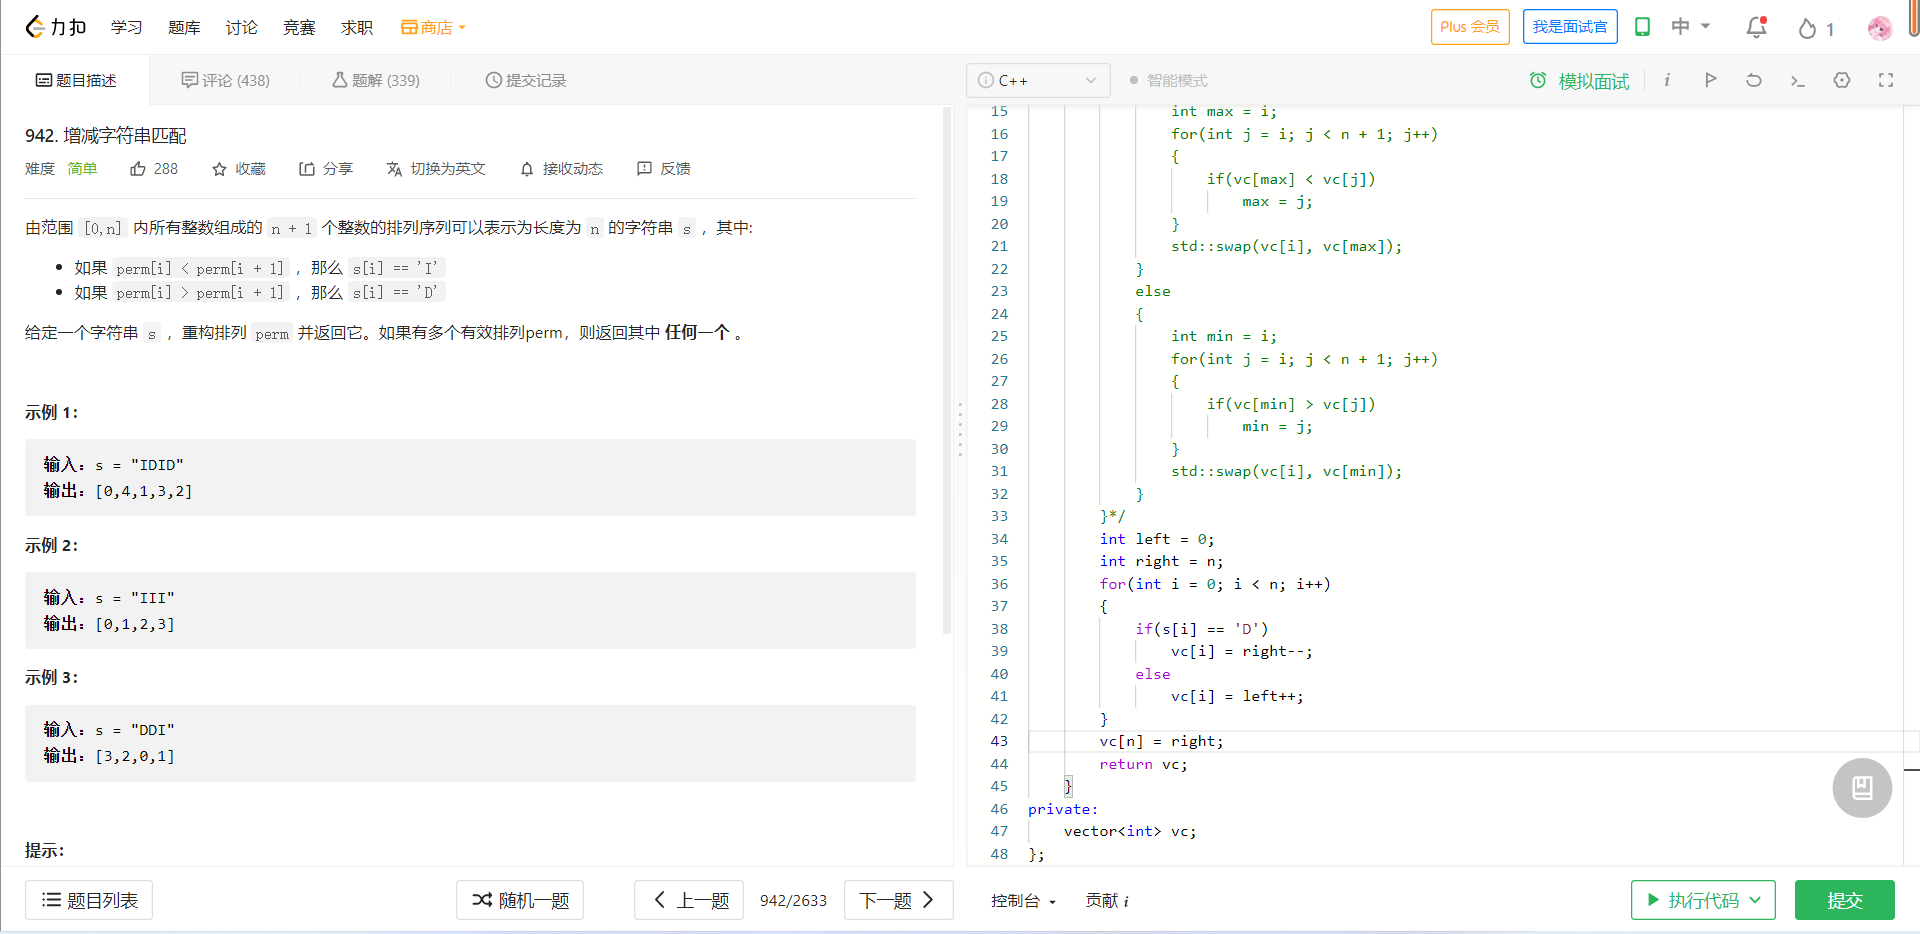 力扣 学习 题库 讨论 竞赛 求职 商店 Plus 会员 我是面试官 中 1
题目描述 评论 (438) 题解 (339) 提交记录
C++ 智能模式 模拟面试
942. 增减字符串匹配
难度 简单 288 收藏 分享 切换为英文 接收动态 反馈
由范围 [0,n] 内所有整数组成的 n + 1 个整数的排列序列可以表示为长度为 n 的字符串 s ，其中:
如果 perm[i] < perm[i + 1] ，那么 s[i] == 'I'
如果 perm[i] > perm[i + 1] ，那么 s[i] == 'D'
给定一个字符串 s ，重构排列 perm 并返回它。如果有多个有效排列perm，则返回其中 任何一个 。
示例 1：
输入：s = "IDID"
输出：[0,4,1,3,2]
示例 2：
输入：s = "III"
输出：[0,1,2,3]
示例 3：
输入：s = "DDI"
输出：[3,2,0,1]
提示：
15 int max = i;
16 for(int j = i; j < n + 1; j++)
17 {
18 if(vc[max] < vc[j])
19 max = j;
20 }
21 std::swap(vc[i], vc[max]);
22 }
23 else
24 {
25 int min = i;
26 for(int j = i; j < n + 1; j++)
27 {
28 if(vc[min] > vc[j])
29 min = j;
30 }
31 std::swap(vc[i], vc[min]);
32 }
33 }*/
34 int left = 0;
35 int right = n;
36 for(int i = 0; i < n; i++)
37 {
38 if(s[i] == 'D')
39 vc[i] = right--;
40 else
41 vc[i] = left++;
42 }
43 vc[n] = right;
44 return vc;
45 }
46 private:
47 vector<int> vc;
48 };
题目列表 随机一题 上一题 942/2633 下一题 控制台 贡献 i 执行代码 提交